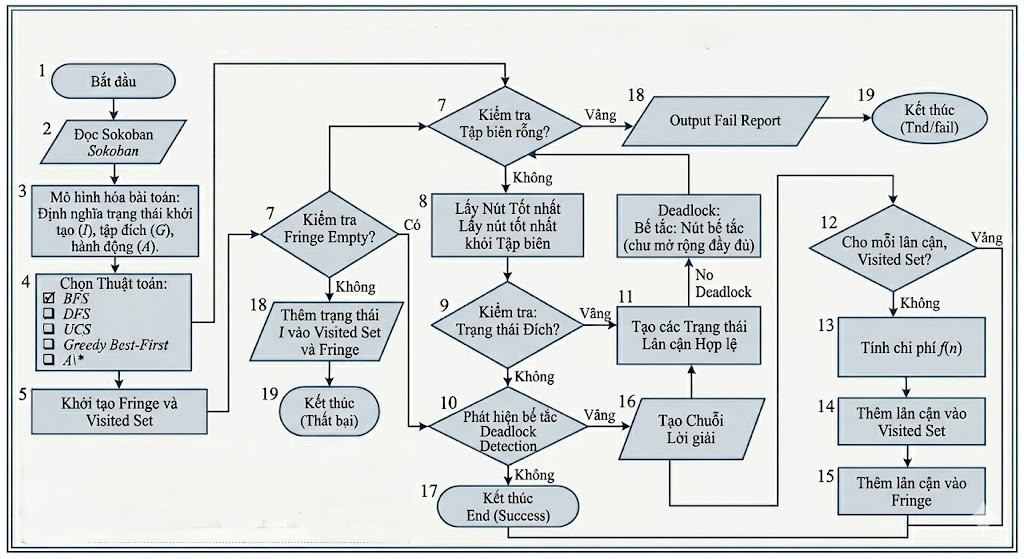 1
Bắt đầu
2
Đọc Sokoban
Sokoban
3
Mô hình hóa bài toán:
Định nghĩa trạng thái khởi
tạo (I), tập đích (G),
hành động (A).
4
Chọn Thuật toán:
☑ BFS
☐ DFS
☐ UCS
☐ Greedy Best-First
☐ A\*
5
Khởi tạo Fringe và
Visited Set
7
Kiểm tra
Fringe Empty?
Có
Không
18
Thêm trạng thái
I vào Visited Set
và Fringe
19
Kết thúc
(Thất bại)
7
Kiểm tra
Tập biên rỗng?
Vâng
Không
18
Output Fail Report
19
Kết thúc
(Tnd/fail)
8
Lấy Nút Tốt nhất
Lấy nút tốt nhất
khỏi Tập biên
9
Kiểm tra:
Trạng thái Đích?
Vâng
Không
10
Phát hiện bế tắc
Deadlock
Detection
Vâng
Không
17
Kết thúc
End (Success)
Deadlock:
Bế tắc: Nút bế tắc
(chư mở rộng đầy đủ)
No
Deadlock
11
Tạo các Trạng thái
Lân cận Hợp lệ
16
Tạo Chuỗi
Lời giải
12
Cho mỗi lân cận,
Visited Set?
Vâng
Không
13
Tính chi phí f(n)
14
Thêm lân cận vào
Visited Set
15
Thêm lân cận vào
Fringe